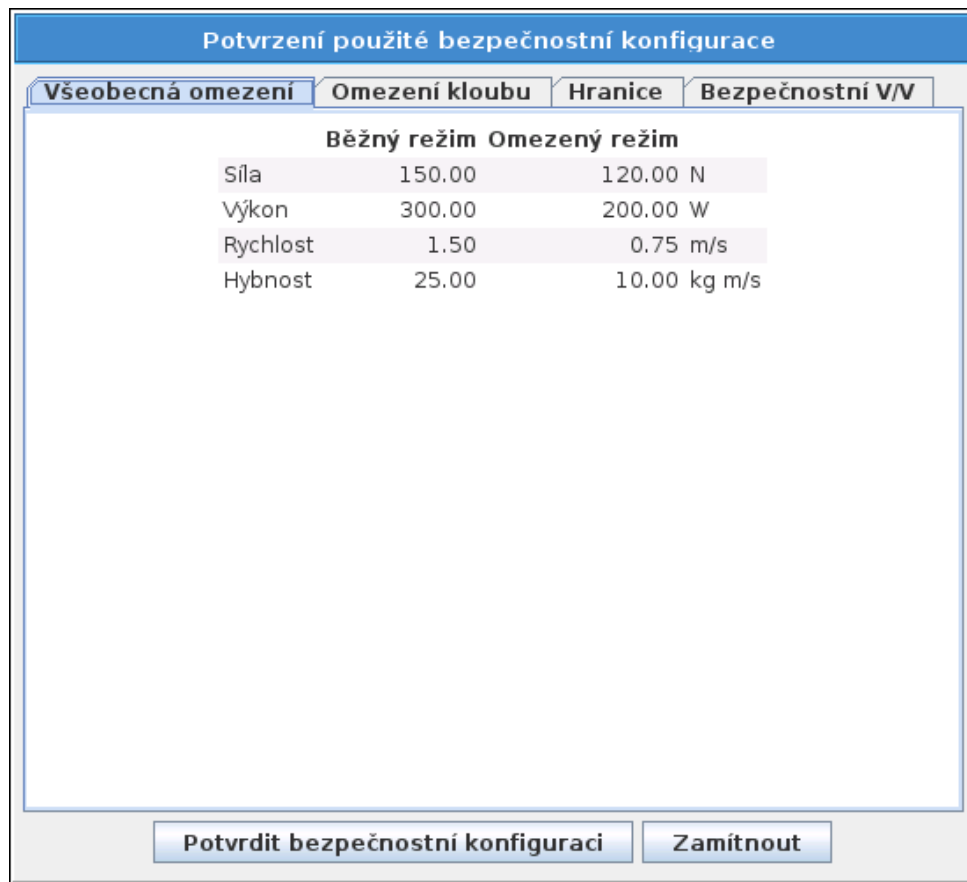 Potvrzení použité bezpečnostní konfigurace
Všeobecná omezení Omezení kloubu Hranice Bezpečnostní V/V
Běžný režim Omezený režim
Síla 150.00 120.00 N
Výkon 300.00 200.00 W
Rychlost 1.50 0.75 m/s
Hybnost 25.00 10.00 kg m/s
Potvrdit bezpečnostní konfiguraci Zamítnout